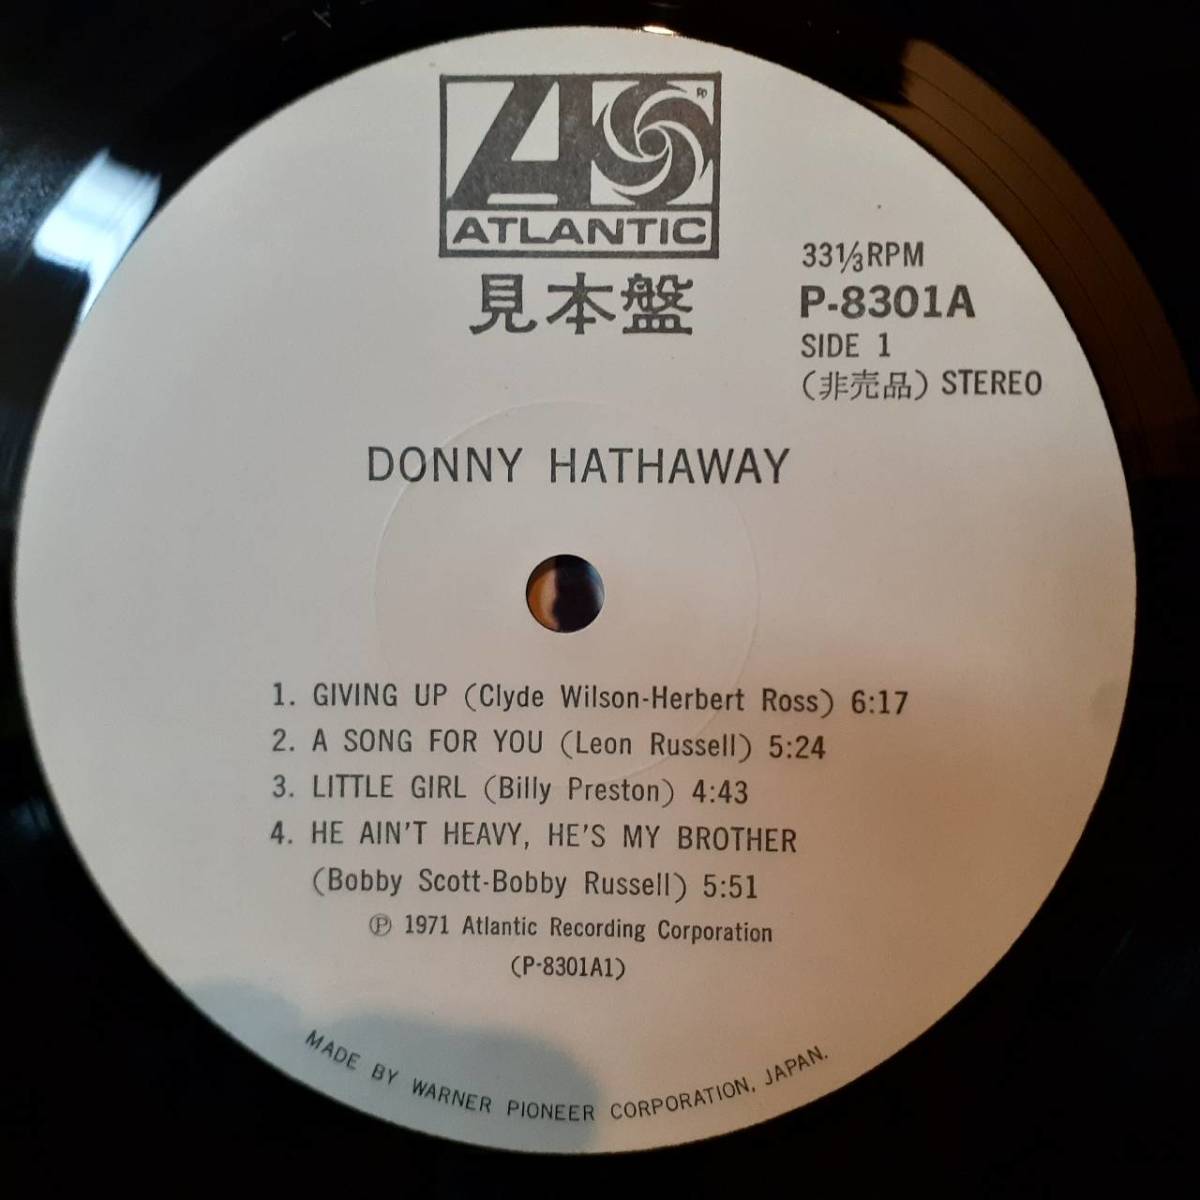 ATLANTIC
見本盤
33⅓RPM
P-8301A
SIDE 1
(非売品) STEREO
DONNY HATHAWAY
1. GIVING UP (Clyde Wilson-Herbert Ross) 6:17
2. A SONG FOR YOU (Leon Russell) 5:24
3. LITTLE GIRL (Billy Preston) 4:43
4. HE AIN'T HEAVY, HE'S MY BROTHER
(Bobby Scott-Bobby Russell) 5:51
Ⓟ 1971 Atlantic Recording Corporation
(P-8301A1)
MADE BY WARNER PIONEER CORPORATION, JAPAN.